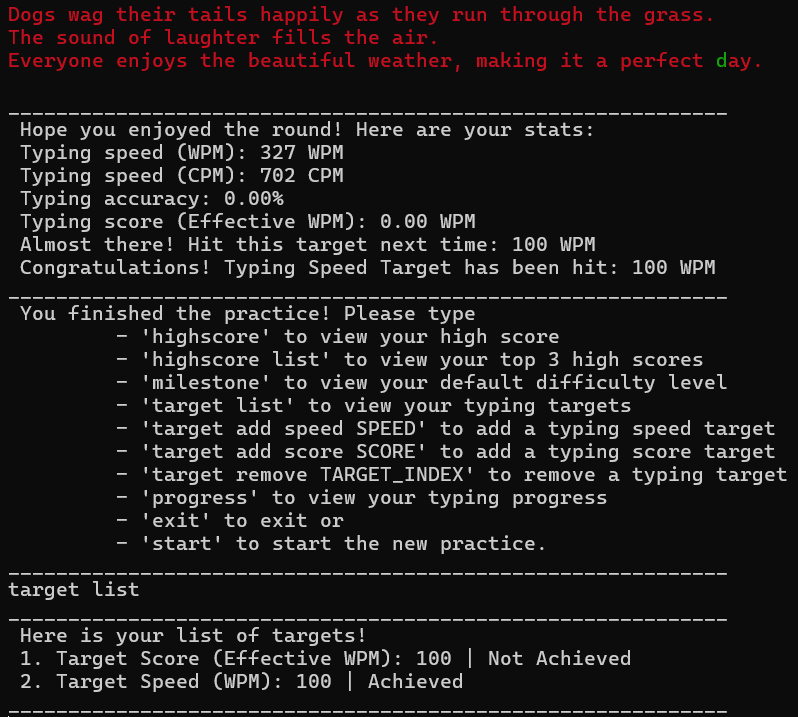 Dogs wag their tails happily as they run through the grass.
The sound of laughter fills the air.
Everyone enjoys the beautiful weather, making it a perfect day.
____________________________________________________________
Hope you enjoyed the round! Here are your stats:
Typing speed (WPM): 327 WPM
Typing speed (CPM): 702 CPM
Typing accuracy: 0.00%
Typing score (Effective WPM): 0.00 WPM
Almost there! Hit this target next time: 100 WPM
Congratulations! Typing Speed Target has been hit: 100 WPM
____________________________________________________________
You finished the practice! Please type
- 'highscore' to view your high score
- 'highscore list' to view your top 3 high scores
- 'milestone' to view your default difficulty level
- 'target list' to view your typing targets
- 'target add speed SPEED' to add a typing speed target
- 'target add score SCORE' to add a typing score target
- 'target remove TARGET_INDEX' to remove a typing target
- 'progress' to view your typing progress
- 'exit' to exit or
- 'start' to start the new practice.
____________________________________________________________
target list
____________________________________________________________
Here is your list of targets!
1. Target Score (Effective WPM): 100 | Not Achieved
2. Target Speed (WPM): 100 | Achieved
____________________________________________________________